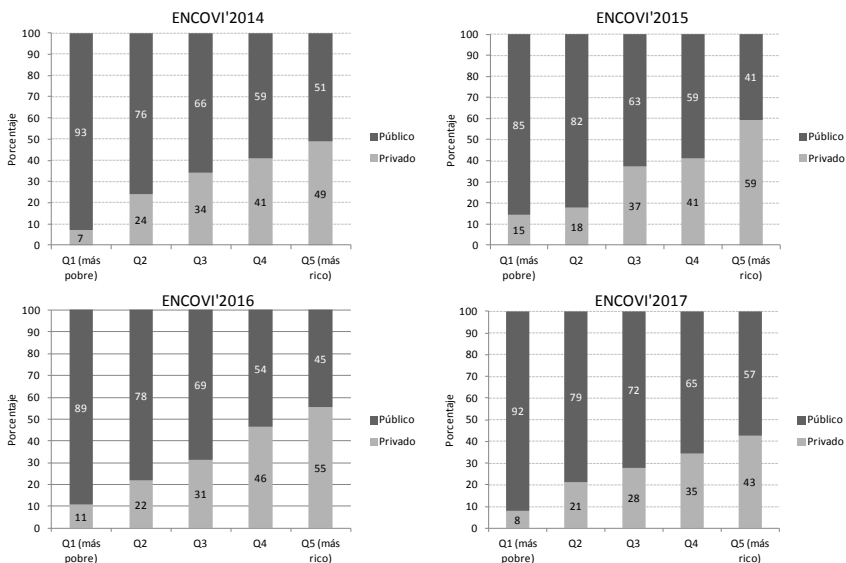 ENCOVI'2014
100
90
80
70
60
50
40
30
20
10
0
Porcentaje
93 76 66 59 51
7 24 34 41 49
Q1 (más pobre) Q2 Q3 Q4 Q5 (más rico)
Público
Privado
ENCOVI'2015
100
90
80
70
60
50
40
30
20
10
0
Porcentaje
85 82 63 59 41
15 18 37 41 59
Q1 (más pobre) Q2 Q3 Q4 Q5 (más rico)
Público
Privado
ENCOVI'2016
100
90
80
70
60
50
40
30
20
10
0
Porcentaje
89 78 69 54 45
11 22 31 46 55
Q1 (más pobre) Q2 Q3 Q4 Q5 (más rico)
Público
Privado
ENCOVI'2017
100
90
80
70
60
50
40
30
20
10
0
Porcentaje
92 79 72 65 57
8 21 28 35 43
Q1 (más pobre) Q2 Q3 Q4 Q5 (más rico)
Público
Privado